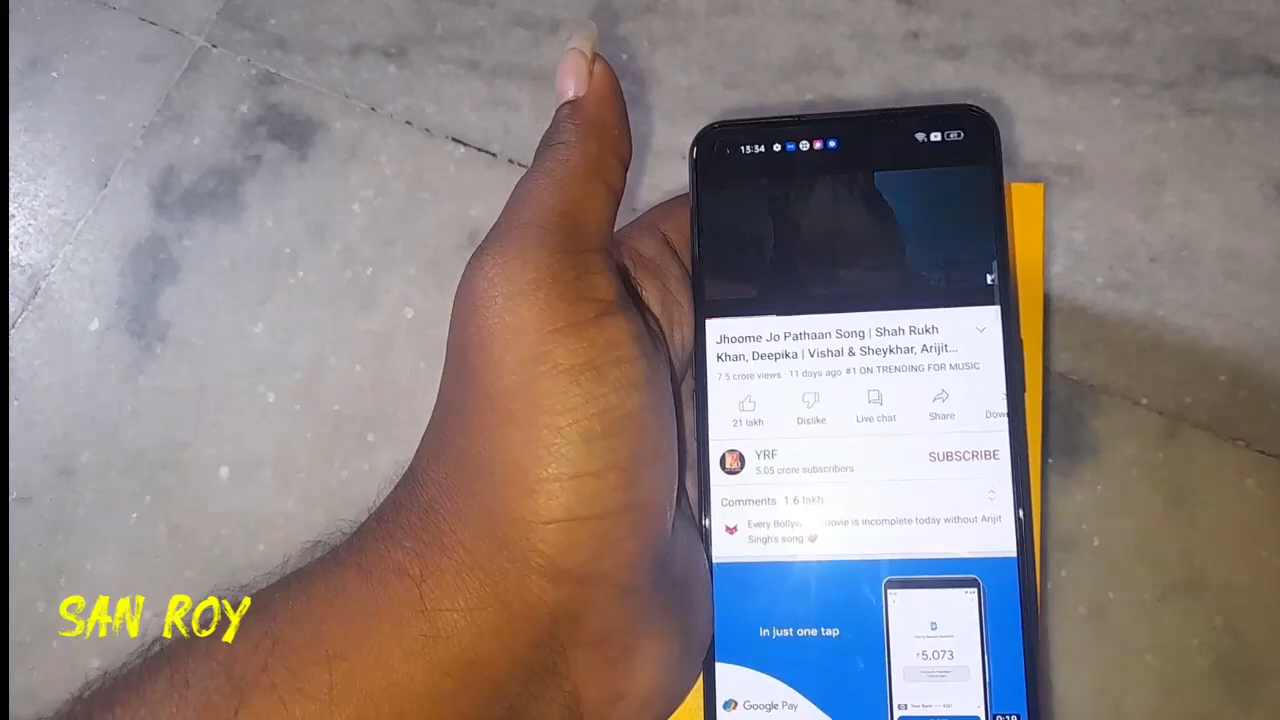 13:34
Jhoome Jo Pathaan Song | Shah Rukh
Khan, Deepika | Vishal & Sheykhar, Arijit...
7.5 crore views 11 days ago #1 ON TRENDING FOR MUSIC
21 lakh Dislike Live chat Share Down
YRF
5.05 crore subscribers
SUBSCRIBE
Comments 1.6 lakh
Every Bollyw movie is incomplete today without Arijit
Singh's song
In just one tap
₹5,073
Google Pay
0:19
SAN ROY